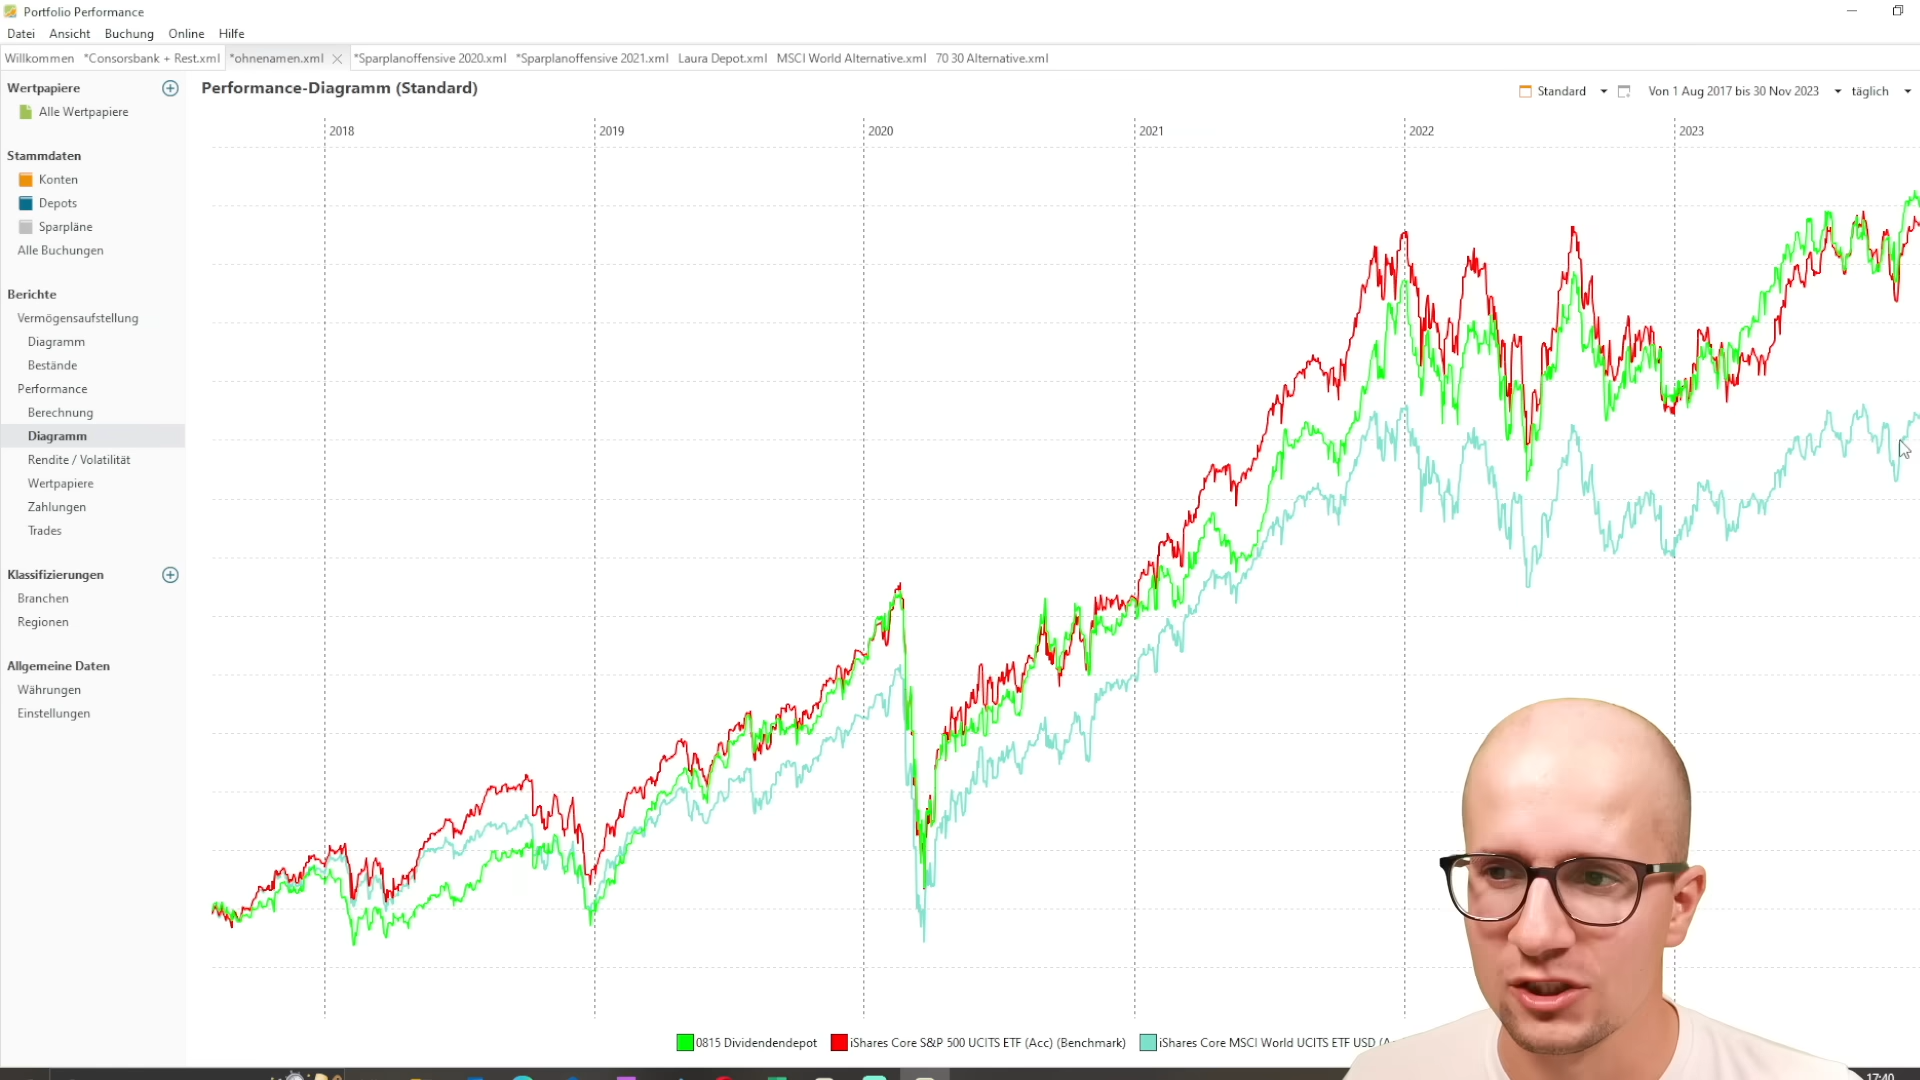 Portfolio Performance
Datei Ansicht Buchung Online Hilfe
Willkommen *Consorsbank + Rest.xml *ohnenamen.xml *Sparplanoffensive 2020.xml *Sparplanoffensive 2021.xml Laura Depot.xml MSCI World Alternative.xml 70 30 Alternative.xml
Wertpapiere
Alle Wertpapiere
Stammdaten
Konten
Depots
Sparpläne
Alle Buchungen
Berichte
Vermögensaufstellung
Diagramm
Bestände
Performance
Berechnung
Diagramm
Rendite / Volatilität
Wertpapiere
Zahlungen
Trades
Klassifizierungen
Branchen
Regionen
Allgemeine Daten
Währungen
Einstellungen
Performance-Diagramm (Standard)
Standard Von 1 Aug 2017 bis 30 Nov 2023 täglich
2018 2019 2020 2021 2022 2023
0815 Dividendendepot iShares Core S&P 500 UCITS ETF (Acc) (Benchmark) iShares Core MSCI World UCITS ETF USD
17:40